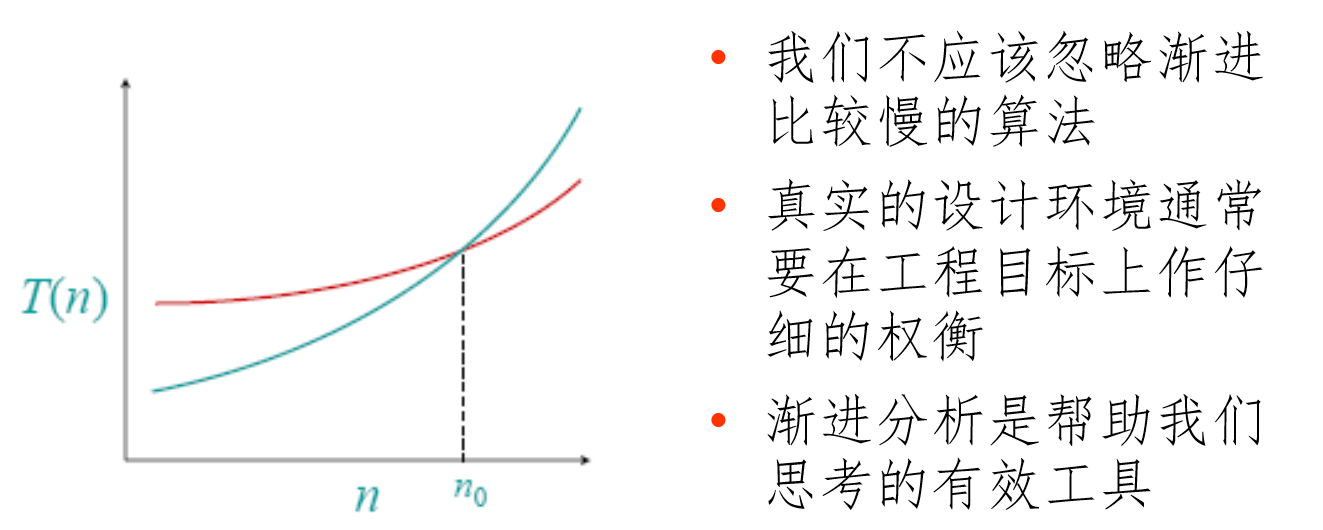 T(n)
n
n₀
• 我们不应该忽略渐进
比较慢的算法
• 真实的设计环境通常
要在工程目标上作仔
细的权衡
• 渐进分析是帮助我们
思考的有效工具